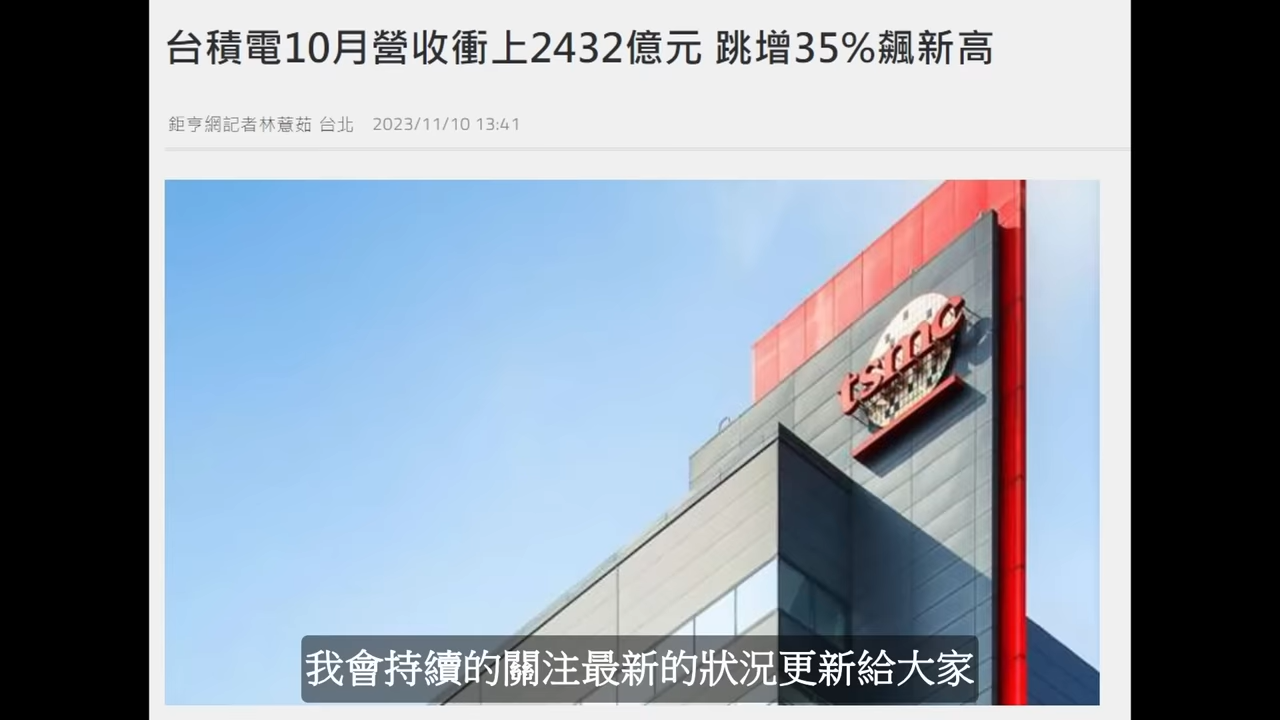 台積電10月營收衝上2432億元 跳增35%飆新高
鉅亨網記者林薏茹 台北 2023/11/10 13:41
tsmc
我會持續的關注最新的狀況更新給大家